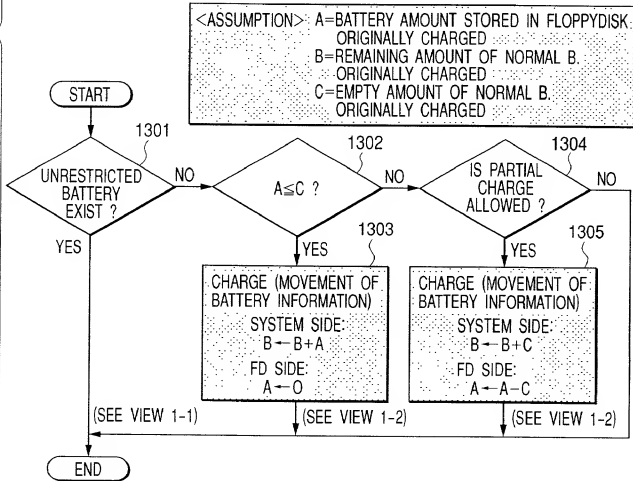 <ASSUMPTION> A=BATTERY AMOUNT STORED IN FLOPPYDISK
ORIGINALLY CHARGED
B=REMAINING AMOUNT OF NORMAL B.
ORIGINALLY CHARGED
C=EMPTY AMOUNT OF NORMAL B.
ORIGINALLY CHARGED
START
1301
UNRESTRICTED
BATTERY
EXIST ?
NO
YES
1302
A≦C ?
NO
YES
1304
IS PARTIAL
CHARGE
ALLOWED ?
NO
YES
1303
CHARGE (MOVEMENT OF
BATTERY INFORMATION)
SYSTEM SIDE:
B←B+A
FD SIDE:
A←O
1305
CHARGE (MOVEMENT OF
BATTERY INFORMATION)
SYSTEM SIDE:
B←B+C
FD SIDE:
A←A-C
(SEE VIEW 1-1)
(SEE VIEW 1-2)
(SEE VIEW 1-2)
END